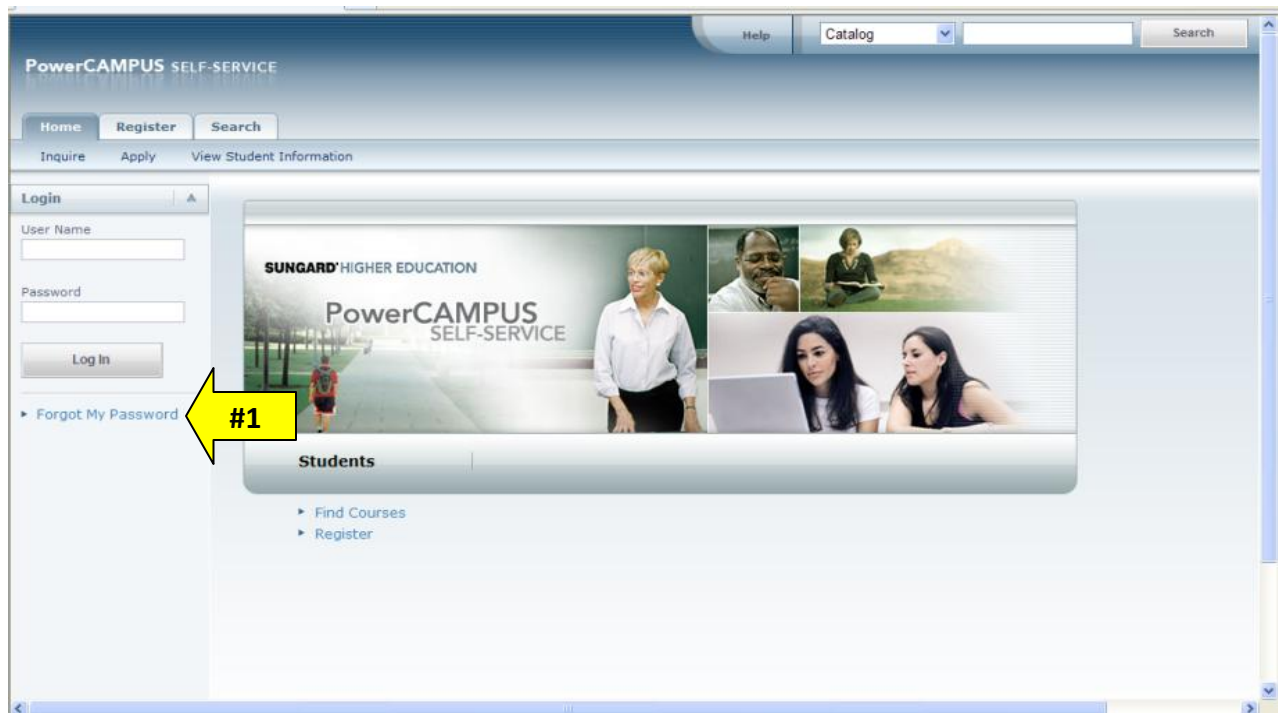 Help
Catalog
Search
PowerCAMPUS SELF-SERVICE
Home Register Search
Inquire Apply View Student Information
Login
User Name
Password
Log In
Forgot My Password
#1
SUNGARD' HIGHER EDUCATION
PowerCAMPUS
SELF-SERVICE
Students
Find Courses
Register